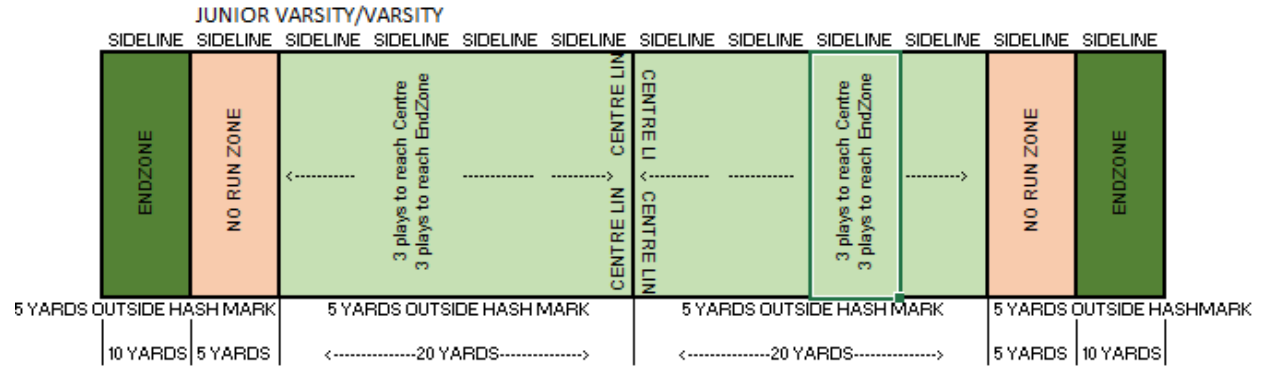 JUNIOR VARSITY/VARSITY
SIDELINE SIDELINE SIDELINE SIDELINE SIDELINE SIDELINE SIDELINE SIDELINE SIDELINE SIDELINE SIDELINE SIDELINE
ENDZONE
NO RUN ZONE
<---------- 3 plays to reach Centre
3 plays to reach EndZone
------------ ---------->
CENTRE LIN
CENTRE LIN
CENTRE LI
CENTRE LIN
<---------- -----------
3 plays to reach Centre
3 plays to reach EndZone
---------->
NO RUN ZONE
ENDZONE
5 YARDS OUTSIDE HASH MARK 5 YARDS OUTSIDE HASH MARK 5 YARDS OUTSIDE HASH MARK 5 YARDS OUTSIDE HASHMARK
10 YARDS 5 YARDS <--------------20 YARDS--------------> <--------------20 YARDS--------------> 5 YARDS 10 YARDS